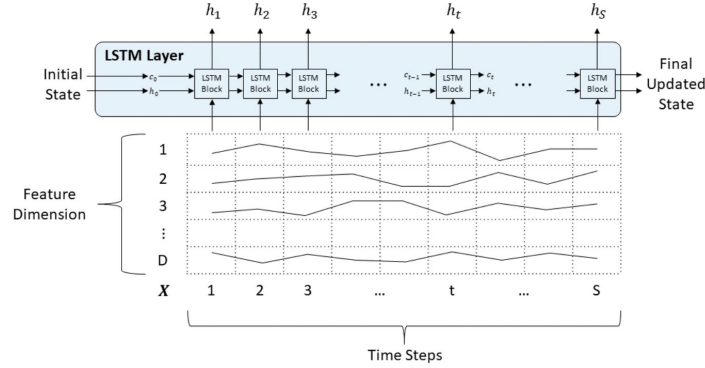 h₁ h₂ h₃ hₜ h_S
LSTM Layer
Initial
State
c₀ LSTM Block LSTM Block LSTM Block ... cₜ₋₁ LSTM Block cₜ ... LSTM Block
h₀ hₜ₋₁ hₜ
Final
Updated
State
Feature
Dimension
1
2
3
⋮
D
X 1 2 3 ... t ... S
Time Steps